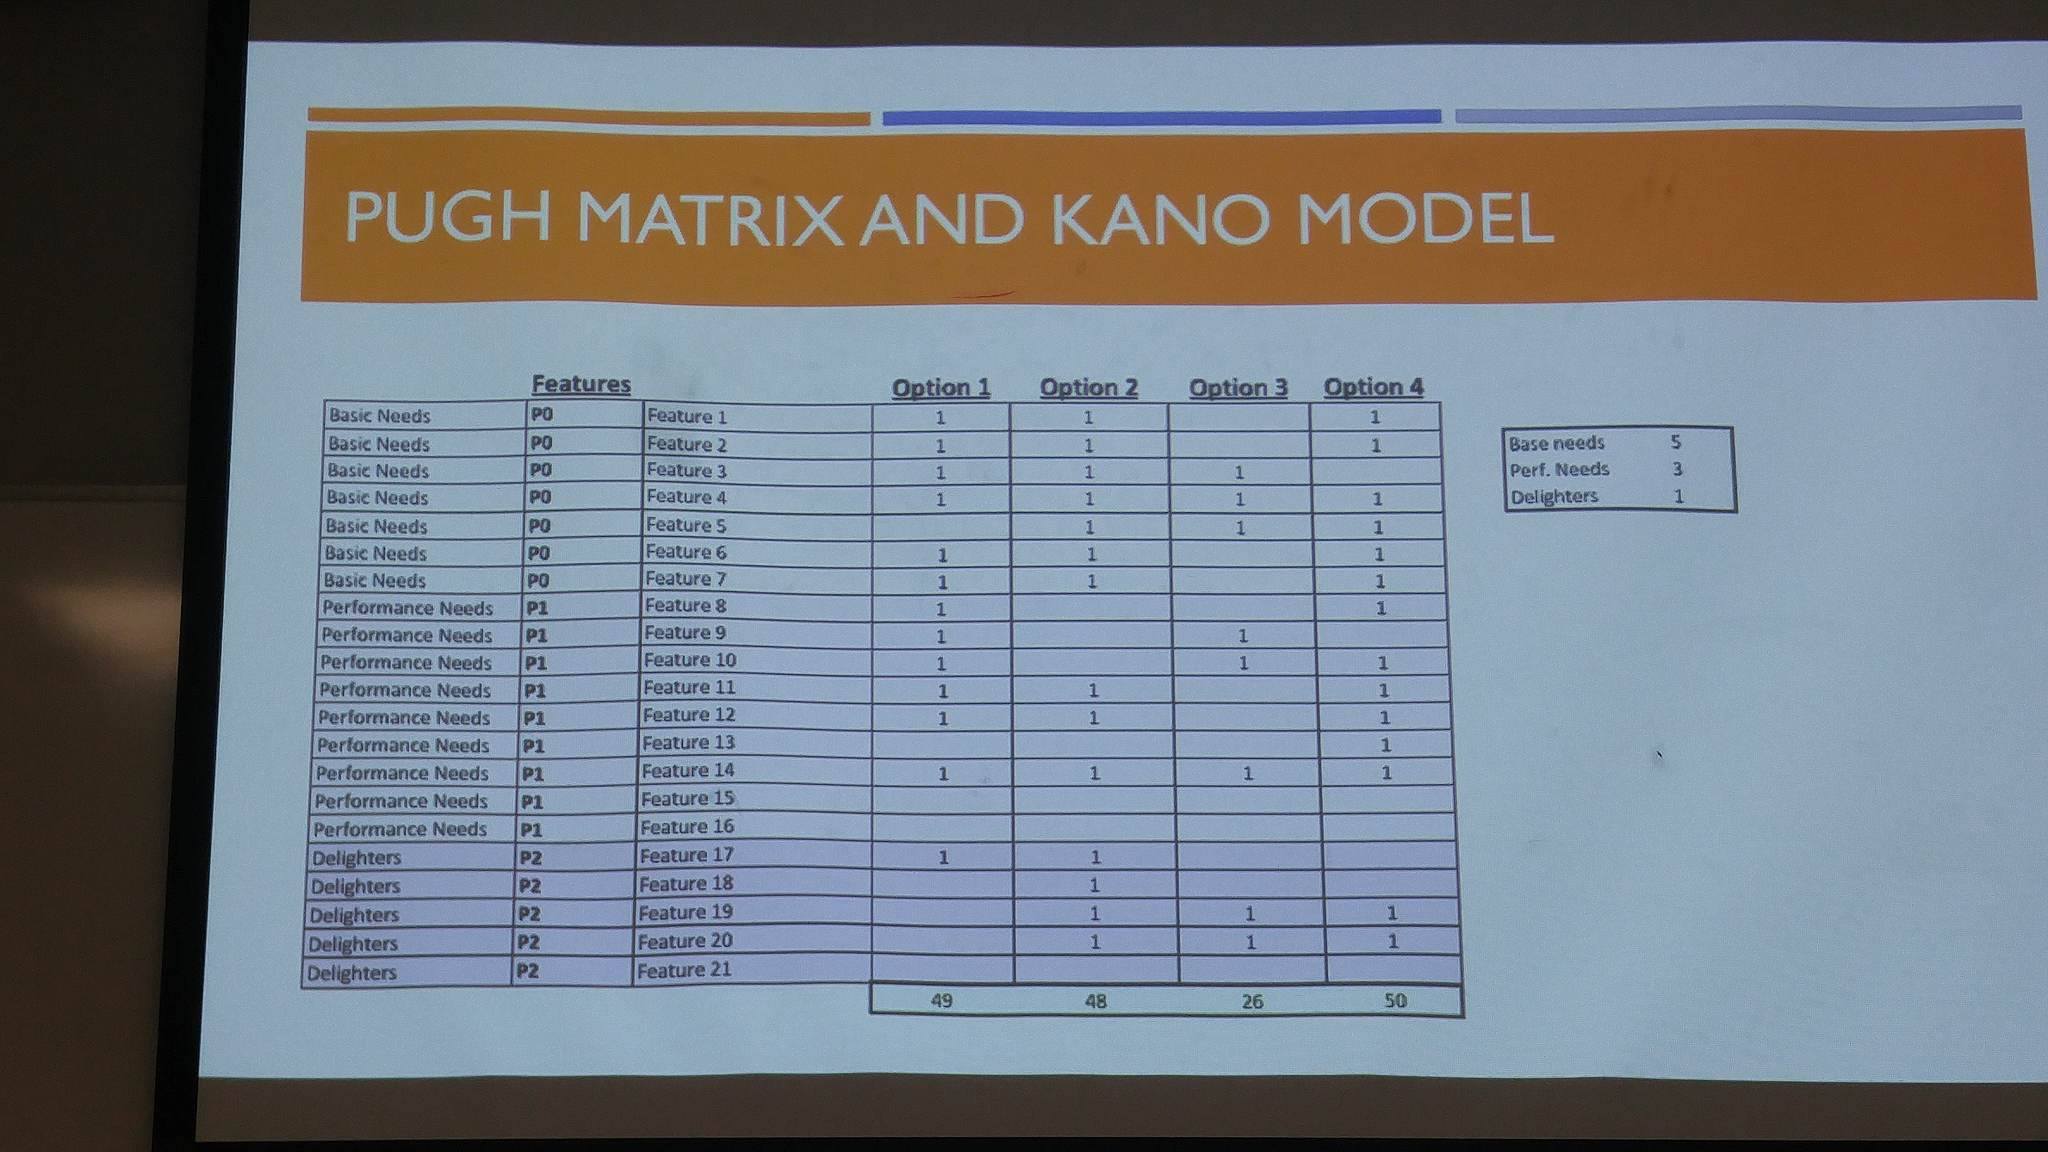 PUGH MATRIX AND KANO MODEL
Features Option 1 Option 2 Option 3 Option 4
Basic Needs P0 Feature 1 1 1 1
Basic Needs P0 Feature 2 1 1 1
Basic Needs P0 Feature 3 1 1 1
Basic Needs P0 Feature 4 1 1 1 1
Basic Needs P0 Feature 5 1 1 1
Basic Needs P0 Feature 6 1 1 1
Basic Needs P0 Feature 7 1 1 1
Performance Needs P1 Feature 8 1 1
Performance Needs P1 Feature 9 1 1
Performance Needs P1 Feature 10 1 1 1
Performance Needs P1 Feature 11 1 1 1
Performance Needs P1 Feature 12 1 1 1
Performance Needs P1 Feature 13 1
Performance Needs P1 Feature 14 1 1 1 1
Performance Needs P1 Feature 15
Performance Needs P1 Feature 16
Delighters P2 Feature 17 1 1
Delighters P2 Feature 18 1
Delighters P2 Feature 19 1 1 1
Delighters P2 Feature 20 1 1 1
Delighters P2 Feature 21
49 48 26 50
Base needs 5
Perf. Needs 3
Delighters 1